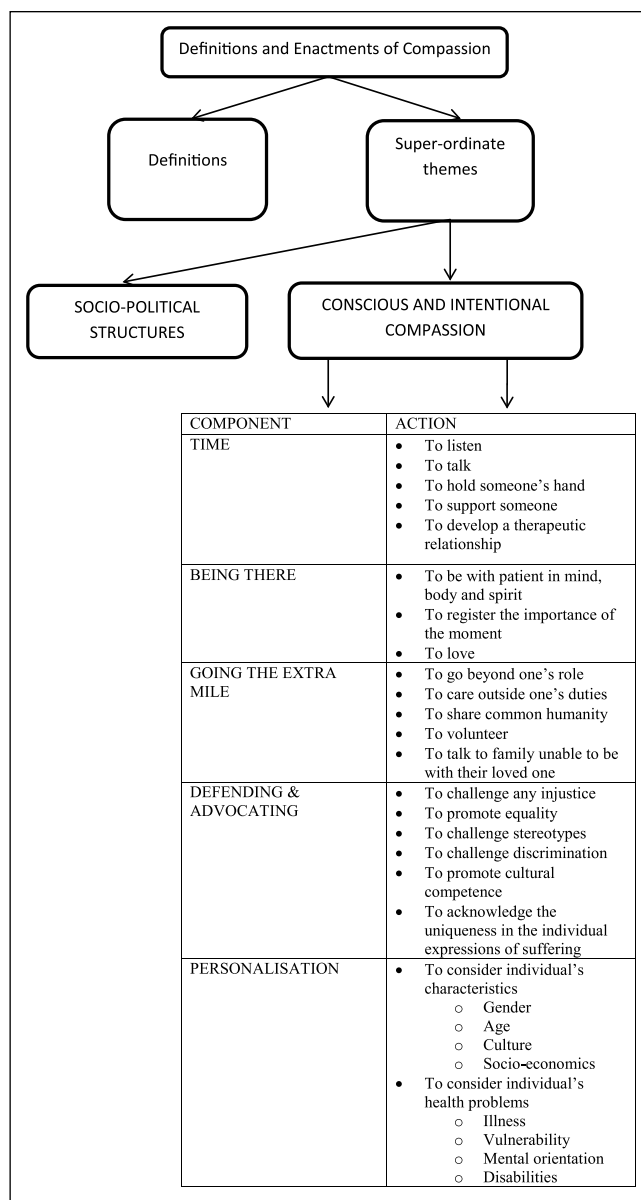 Definitions and Enactments of Compassion
Definitions
Super-ordinate
themes
SOCIO-POLITICAL
STRUCTURES
CONSCIOUS AND INTENTIONAL
COMPASSION
COMPONENT
ACTION
TIME
• To listen
• To talk
• To hold someone's hand
• To support someone
• To develop a therapeutic
relationship
BEING THERE
• To be with patient in mind,
body and spirit
• To register the importance of
the moment
• To love
GOING THE EXTRA
MILE
• To go beyond one's role
• To care outside one's duties
• To share common humanity
• To volunteer
• To talk to family unable to be
with their loved one
DEFENDING &
ADVOCATING
• To challenge any injustice
• To promote equality
• To challenge stereotypes
• To challenge discrimination
• To promote cultural
competence
• To acknowledge the
uniqueness in the individual
expressions of suffering
PERSONALISATION
• To consider individual's
characteristics
o Gender
o Age
o Culture
o Socio-economics
• To consider individual's
health problems
o Illness
o Vulnerability
o Mental orientation
o Disabilities